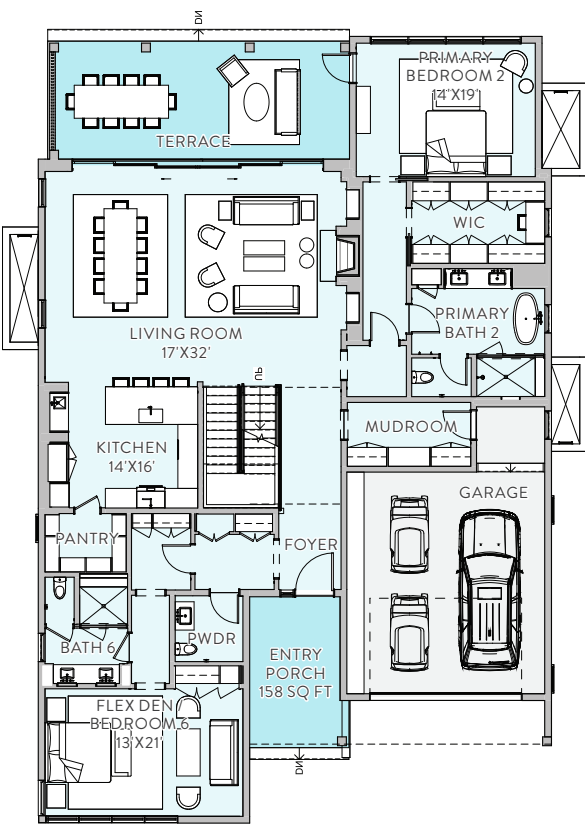 DN
PRIMARY
BEDROOM 2
14'X19'
TERRACE
WIC
PRIMARY
BATH 2
LIVING ROOM
17'X32'
UP
MUDROOM
KITCHEN
14'X16'
GARAGE
PANTRY
FOYER
PWDR
BATH 6
ENTRY
PORCH
158 SQ FT
FLEX DEN
BEDROOM 6
13'X21'
DN